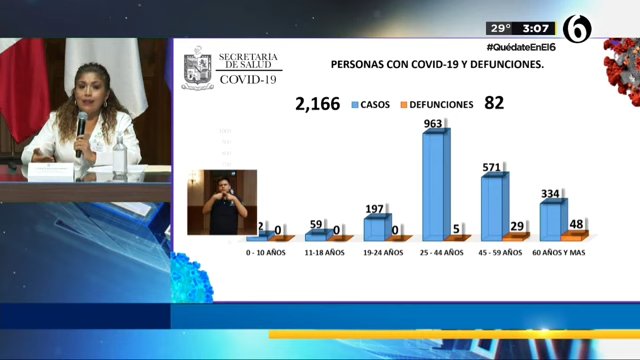 29° 3:07 6
#QuédateEnEl6
SECRETARIA
DE SALUD
COVID-19
PERSONAS CON COVID-19 Y DEFUNCIONES.
2,166 CASOS DEFUNCIONES 82
963
571
334
197
59
2 0 0 0 5 29 48
0 - 10 AÑOS 11-18 AÑOS 19-24 AÑOS 25 - 44 AÑOS 45 - 59 AÑOS 60 AÑOS Y MAS